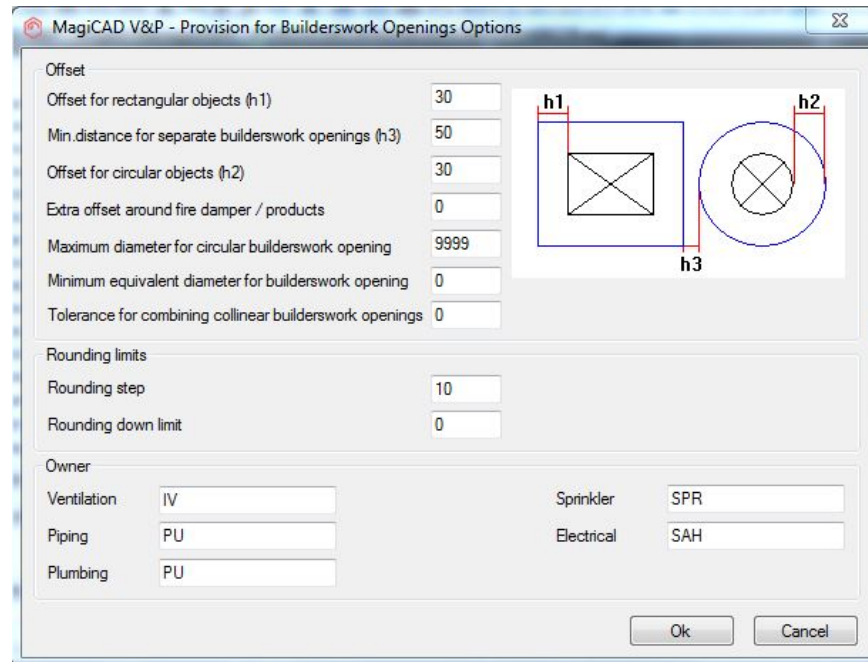 MagiCAD V&P - Provision for Builderswork Openings Options
Offset
Offset for rectangular objects (h1) 30
Min.distance for separate builderswork openings (h3) 50
Offset for circular objects (h2) 30
Extra offset around fire damper / products 0
Maximum diameter for circular builderswork opening 9999
Minimum equivalent diameter for builderswork opening 0
Tolerance for combining collinear builderswork openings 0
h1 h2
h3
Rounding limits
Rounding step 10
Rounding down limit 0
Owner
Ventilation IV Sprinkler SPR
Piping PU Electrical SAH
Plumbing PU
Ok Cancel